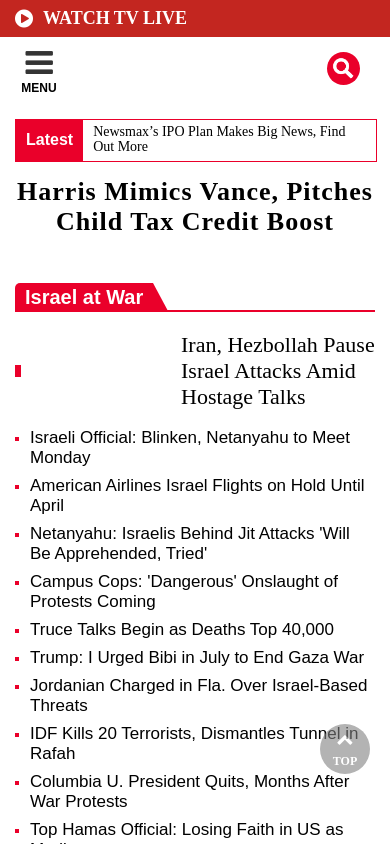 WATCH TV LIVE
MENU
Latest
Newsmax’s IPO Plan Makes Big News, Find
Out More
Harris Mimics Vance, Pitches
Child Tax Credit Boost
Israel at War
Iran, Hezbollah Pause
Israel Attacks Amid
Hostage Talks
Israeli Official: Blinken, Netanyahu to Meet
Monday
American Airlines Israel Flights on Hold Until
April
Netanyahu: Israelis Behind Jit Attacks 'Will
Be Apprehended, Tried'
Campus Cops: 'Dangerous' Onslaught of
Protests Coming
Truce Talks Begin as Deaths Top 40,000
Trump: I Urged Bibi in July to End Gaza War
Jordanian Charged in Fla. Over Israel-Based
Threats
IDF Kills 20 Terrorists, Dismantles Tunnel in
Rafah
TOP
Columbia U. President Quits, Months After
War Protests
Top Hamas Official: Losing Faith in US as